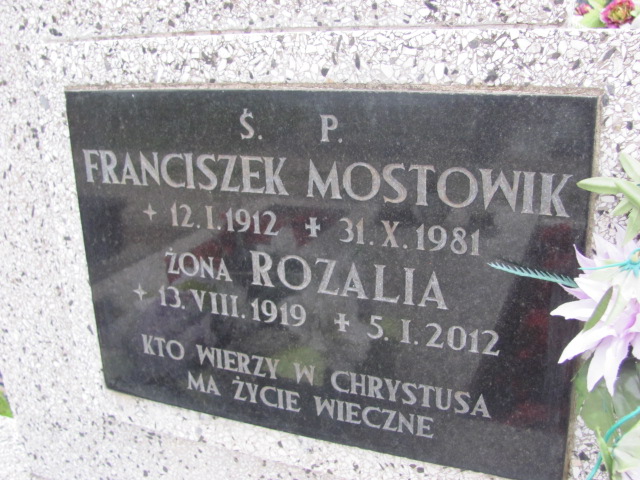 Ś. P.
FRANCISZEK MOSTOWIK
+ 12.I.1912 ✝ 31.X.1981
ŻONA ROZALIA
+ 13.VIII.1919 ✝ 5.I.2012
KTO WIERZY W CHRYSTUSA
MA ŻYCIE WIECZNE